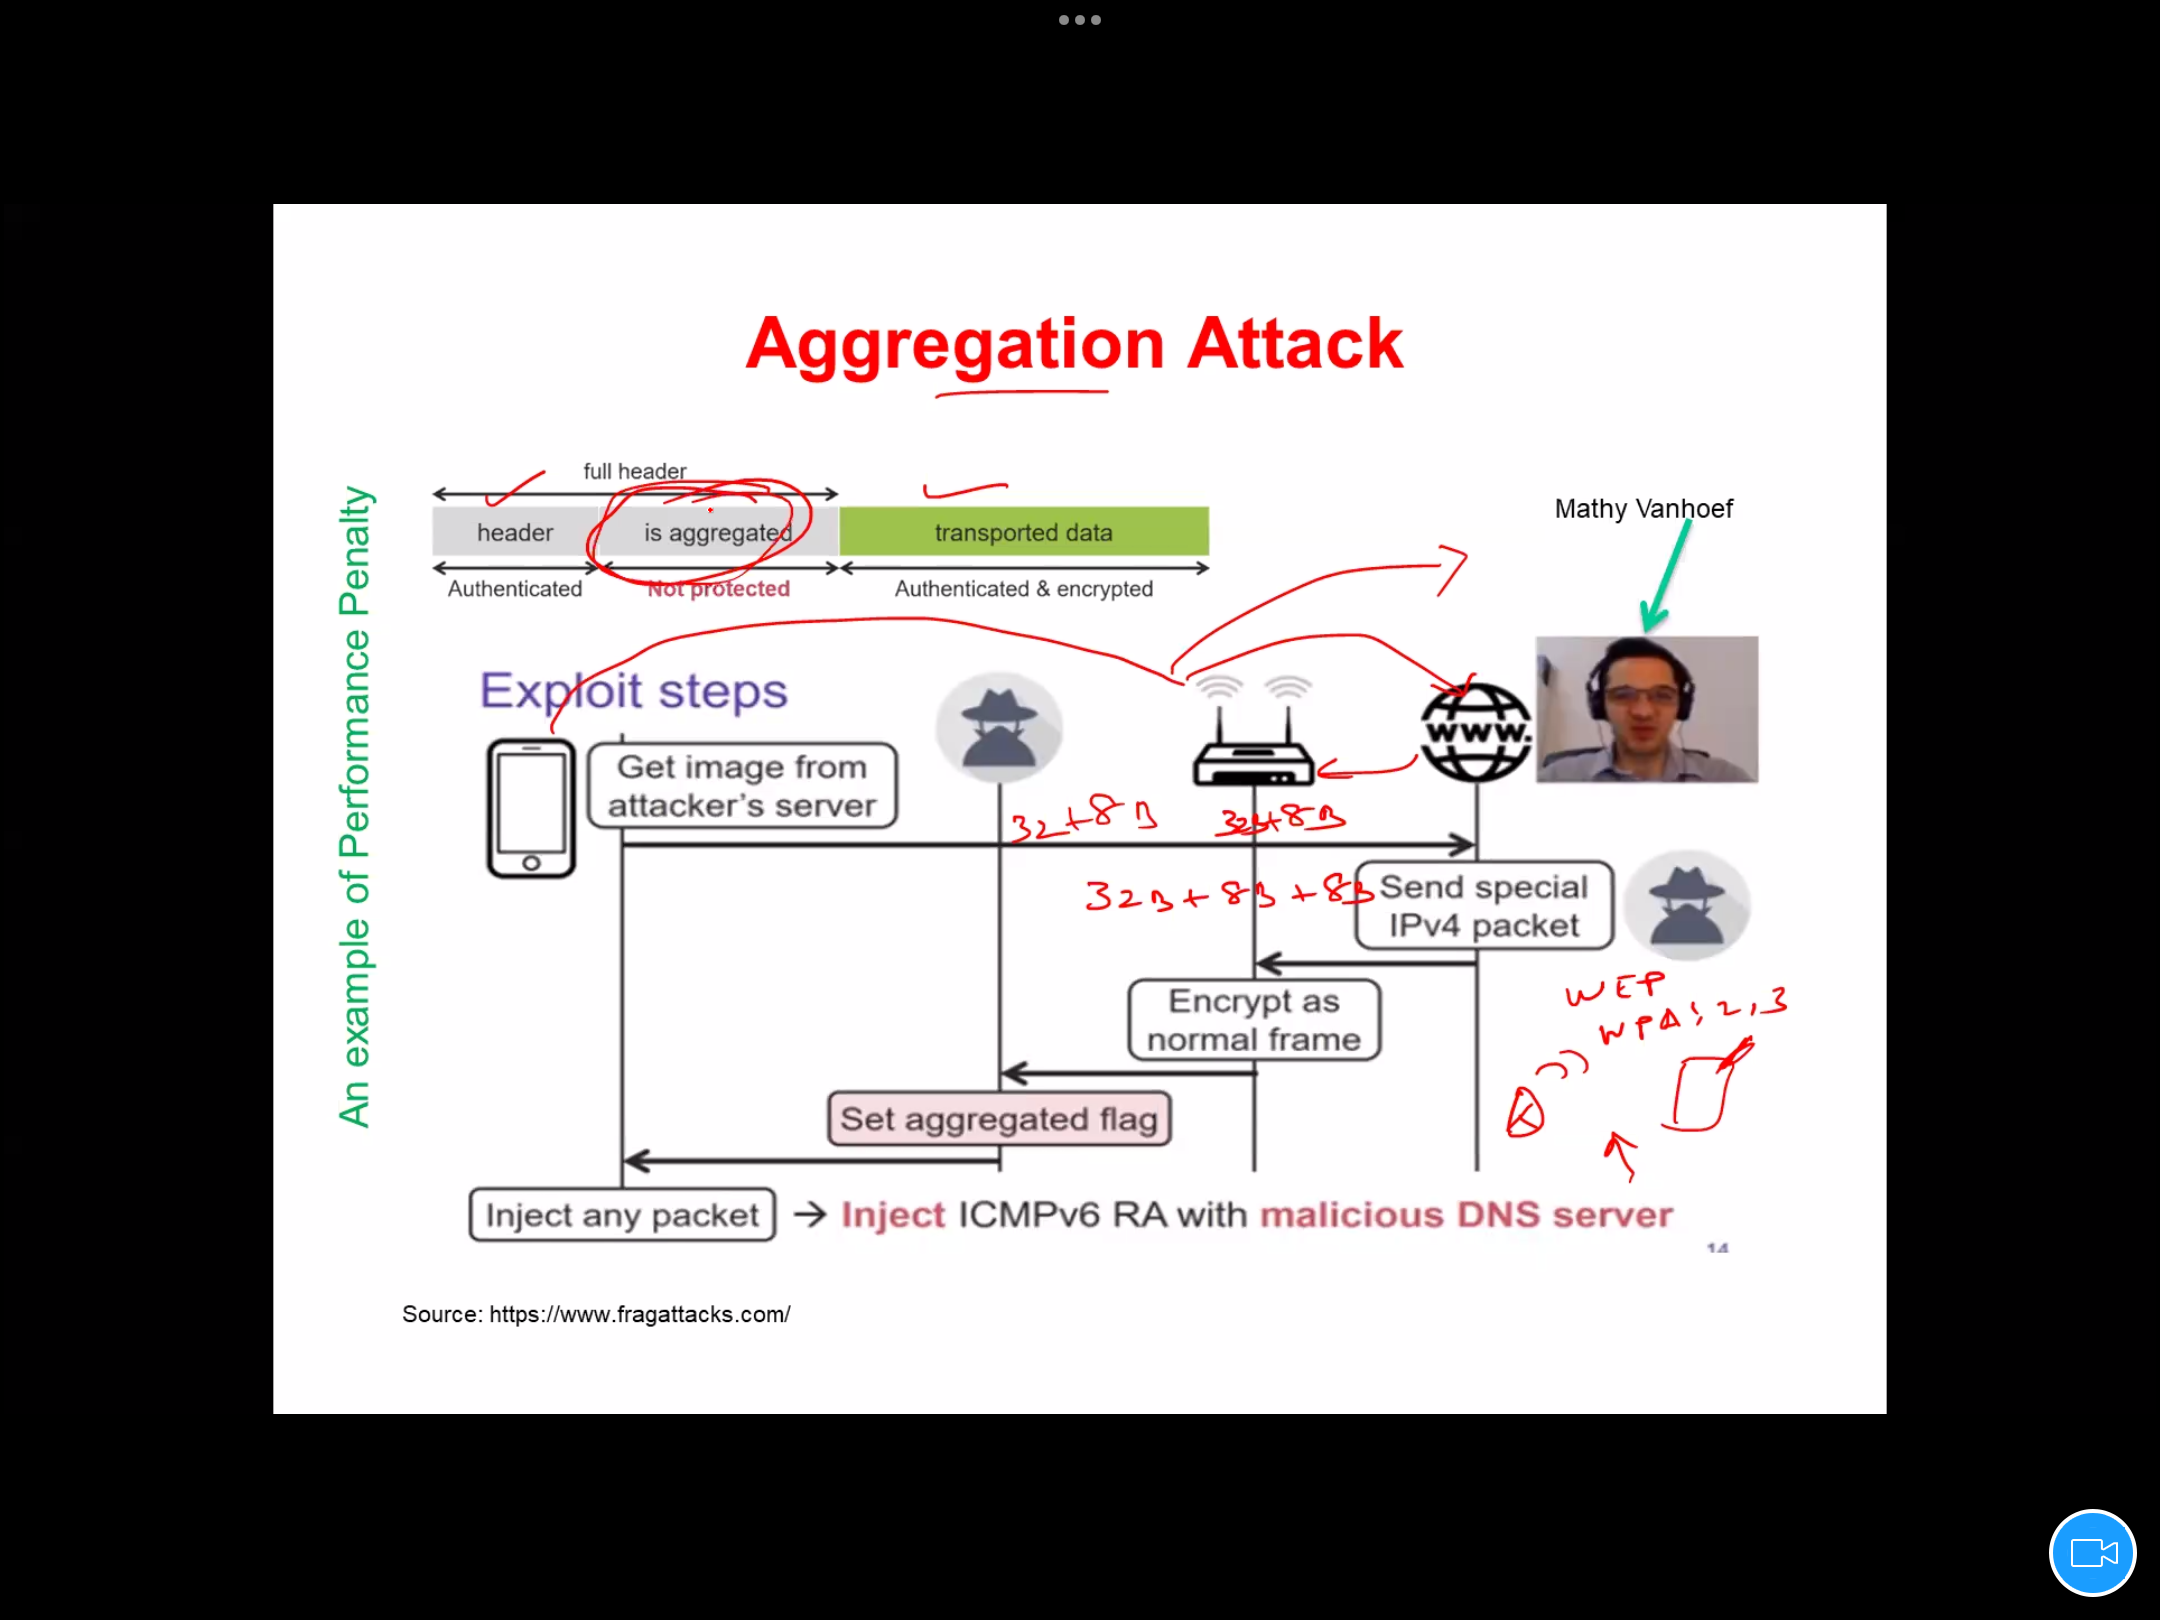 Aggregation Attack
An example of Performance Penalty
full header
header
is aggregated
transported data
Authenticated
Not protected
Authenticated & encrypted
Mathy Vanhoef
Exploit steps
www.
Get image from
attacker's server
32+8B
32B+8B
32B+8B+8B
Send special
IPv4 packet
WEP
WPA1,2,3
Encrypt as
normal frame
Set aggregated flag
Inject any packet → Inject ICMPv6 RA with malicious DNS server
14
Source: https://www.fragattacks.com/